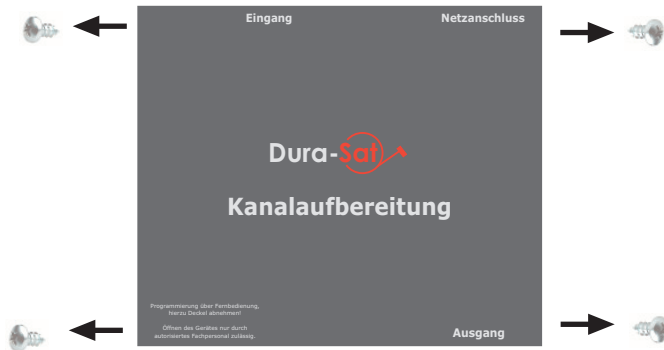 Eingang
Netzanschluss
Dura-Sat
Kanalaufbereitung
Programmierung über Fernbedienung,
hierzu Deckel abnehmen!
Öffnen des Gerätes nur durch
autorisiertes Fachpersonal zulässig.
Ausgang